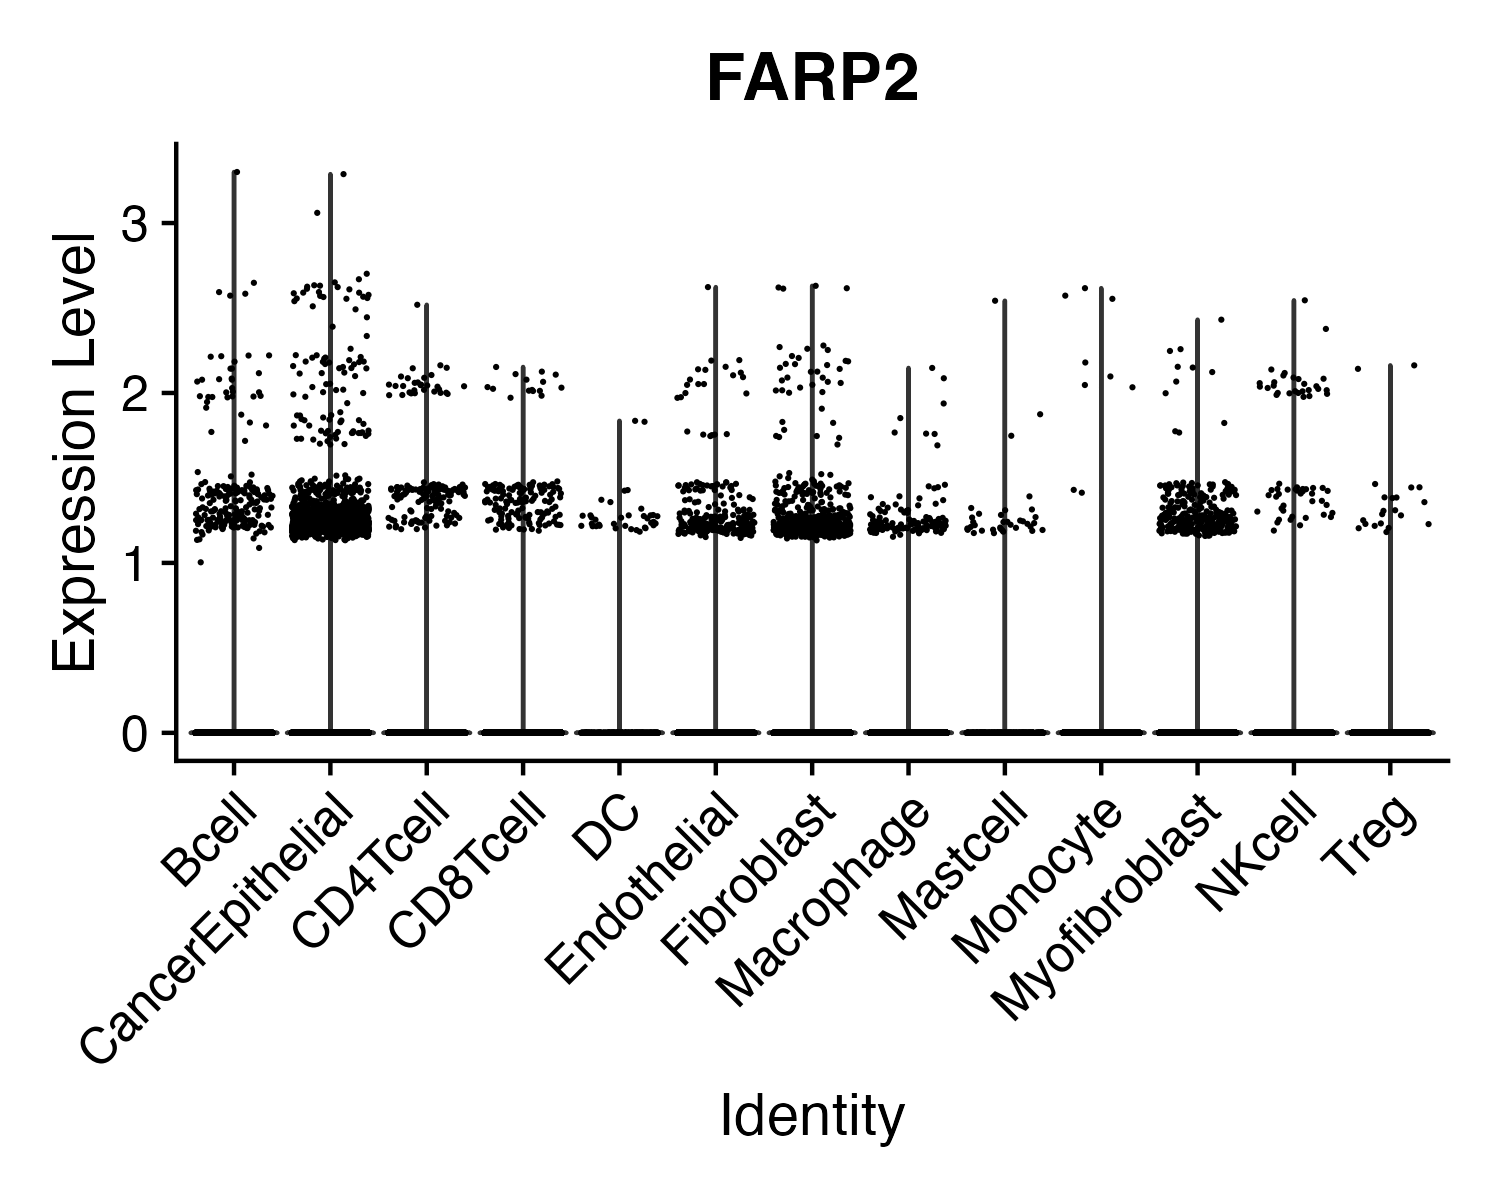 FARP2
Expression Level
3
2
1
0
Bcell
CancerEpithelial
CD4Tcell
CD8Tcell
DC
Endothelial
Fibroblast
Macrophage
Mastcell
Monocyte
Myofibroblast
NKcell
Treg
Identity